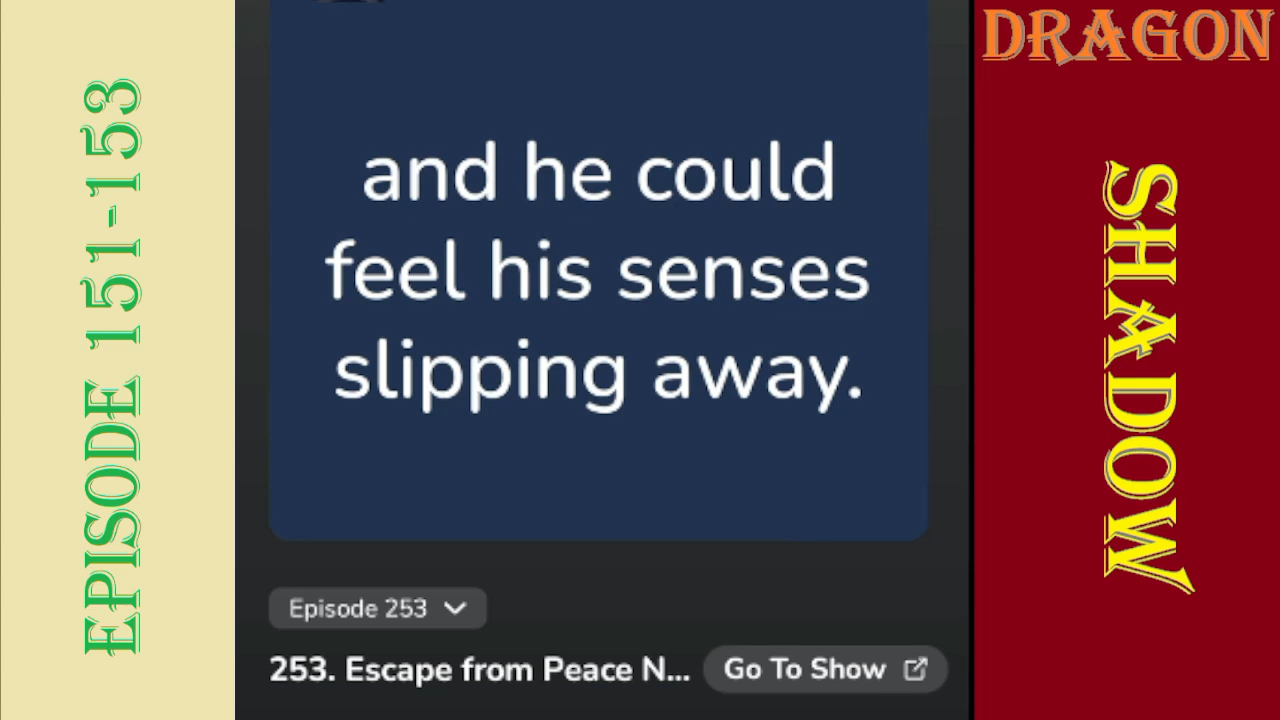 EPISODE 151-153
and he could
feel his senses
slipping away.
Episode 253
253. Escape from Peace N...
Go To Show
DRAGON
SHADOW